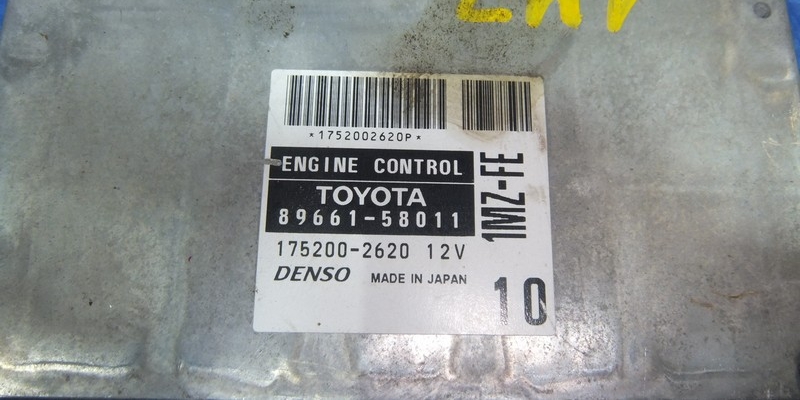 *1752002620P*
ENGINE CONTROL
TOYOTA
89661-58011
1MZ-FE
175200-2620 12V
DENSO MADE IN JAPAN
10